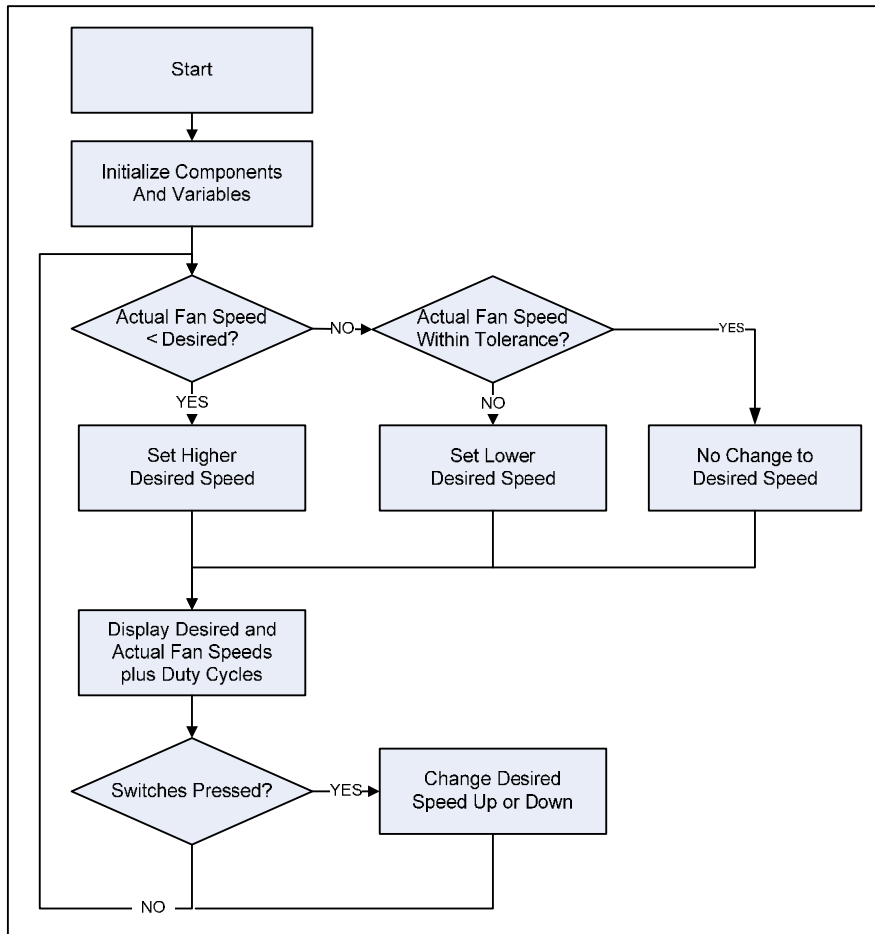 Start
Initialize Components
And Variables
Actual Fan Speed
< Desired?
NO
Actual Fan Speed
Within Tolerance?
YES
YES
NO
Set Higher
Desired Speed
Set Lower
Desired Speed
No Change to
Desired Speed
Display Desired and
Actual Fan Speeds
plus Duty Cycles
Switches Pressed?
YES
Change Desired
Speed Up or Down
NO